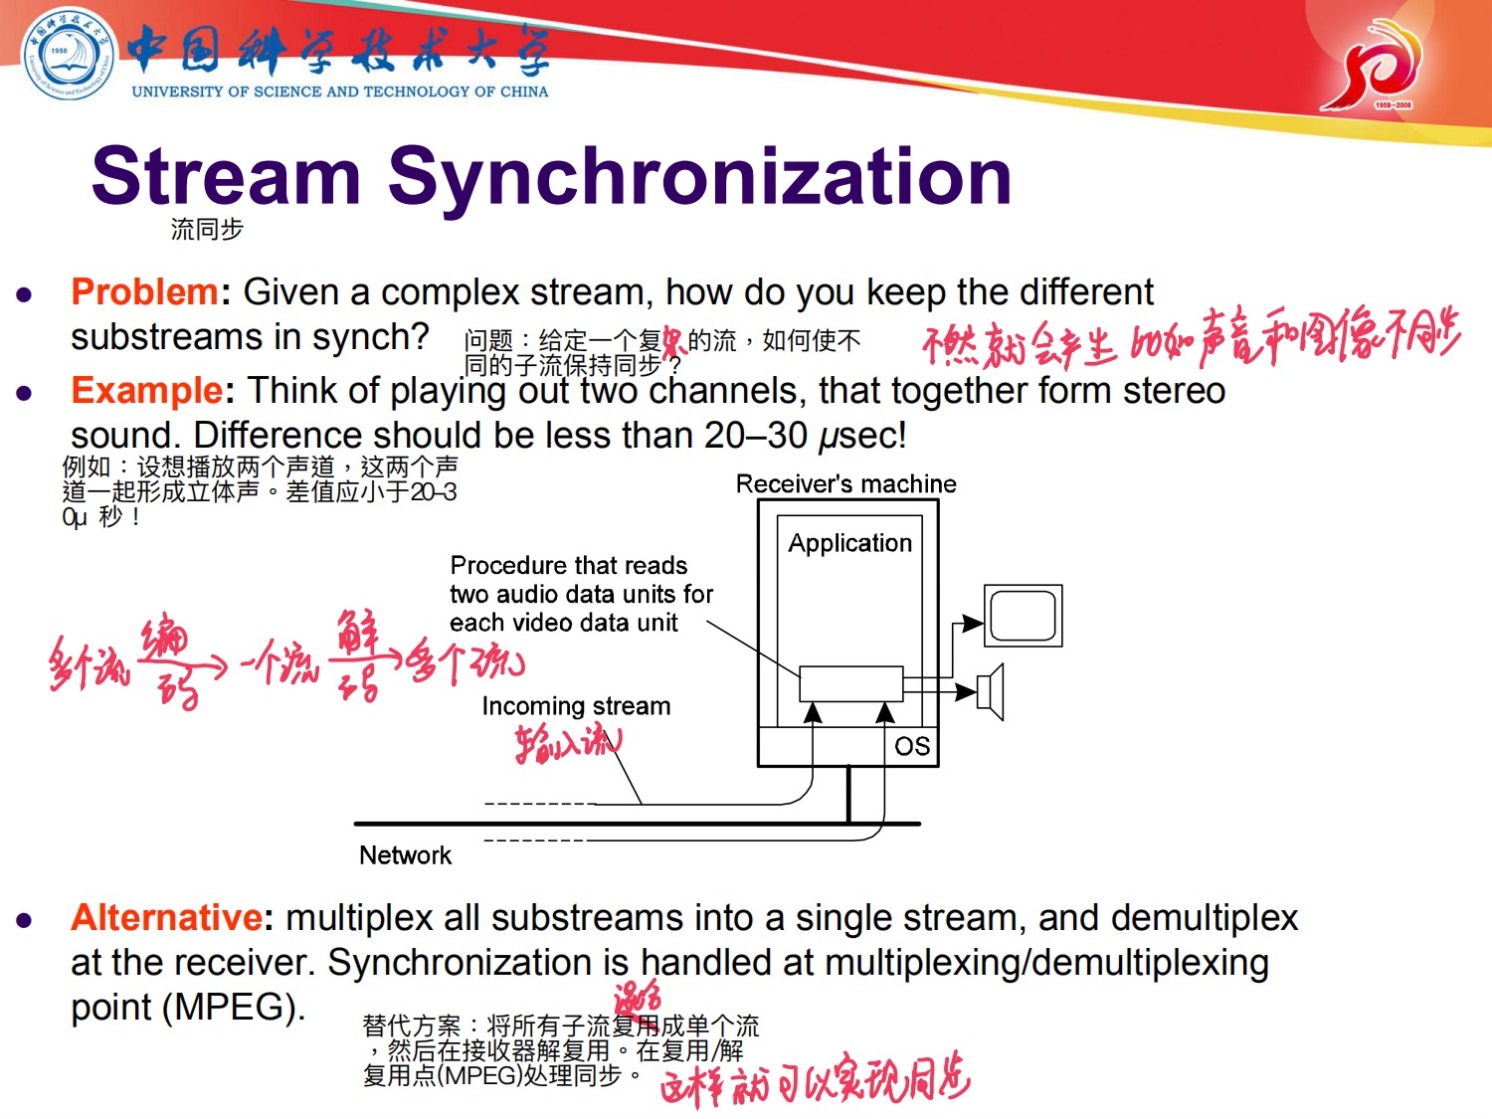 中国科学技术大学
UNIVERSITY OF SCIENCE AND TECHNOLOGY OF CHINA
1958
1958-2008
Stream Synchronization
流同步
Problem: Given a complex stream, how do you keep the different
substreams in synch?
问题：给定一个复杂的流，如何使不
同的子流保持同步？
不然就会产生 比如声音和图像不同步
Example: Think of playing out two channels, that together form stereo
sound. Difference should be less than 20–30 µsec!
例如：设想播放两个声道，这两个声
道一起形成立体声。差值应小于20–3
0µ 秒！
Receiver's machine
Application
Procedure that reads
two audio data units for
each video data unit
多个流 编码 一个流 解码 多个流
Incoming stream
输入流
OS
Network
Alternative: multiplex all substreams into a single stream, and demultiplex
at the receiver. Synchronization is handled at multiplexing/demultiplexing
point (MPEG).
混合
替代方案：将所有子流复用成单个流
，然后在接收器解复用。在复用/解
复用点(MPEG)处理同步。
这样就可以实现同步